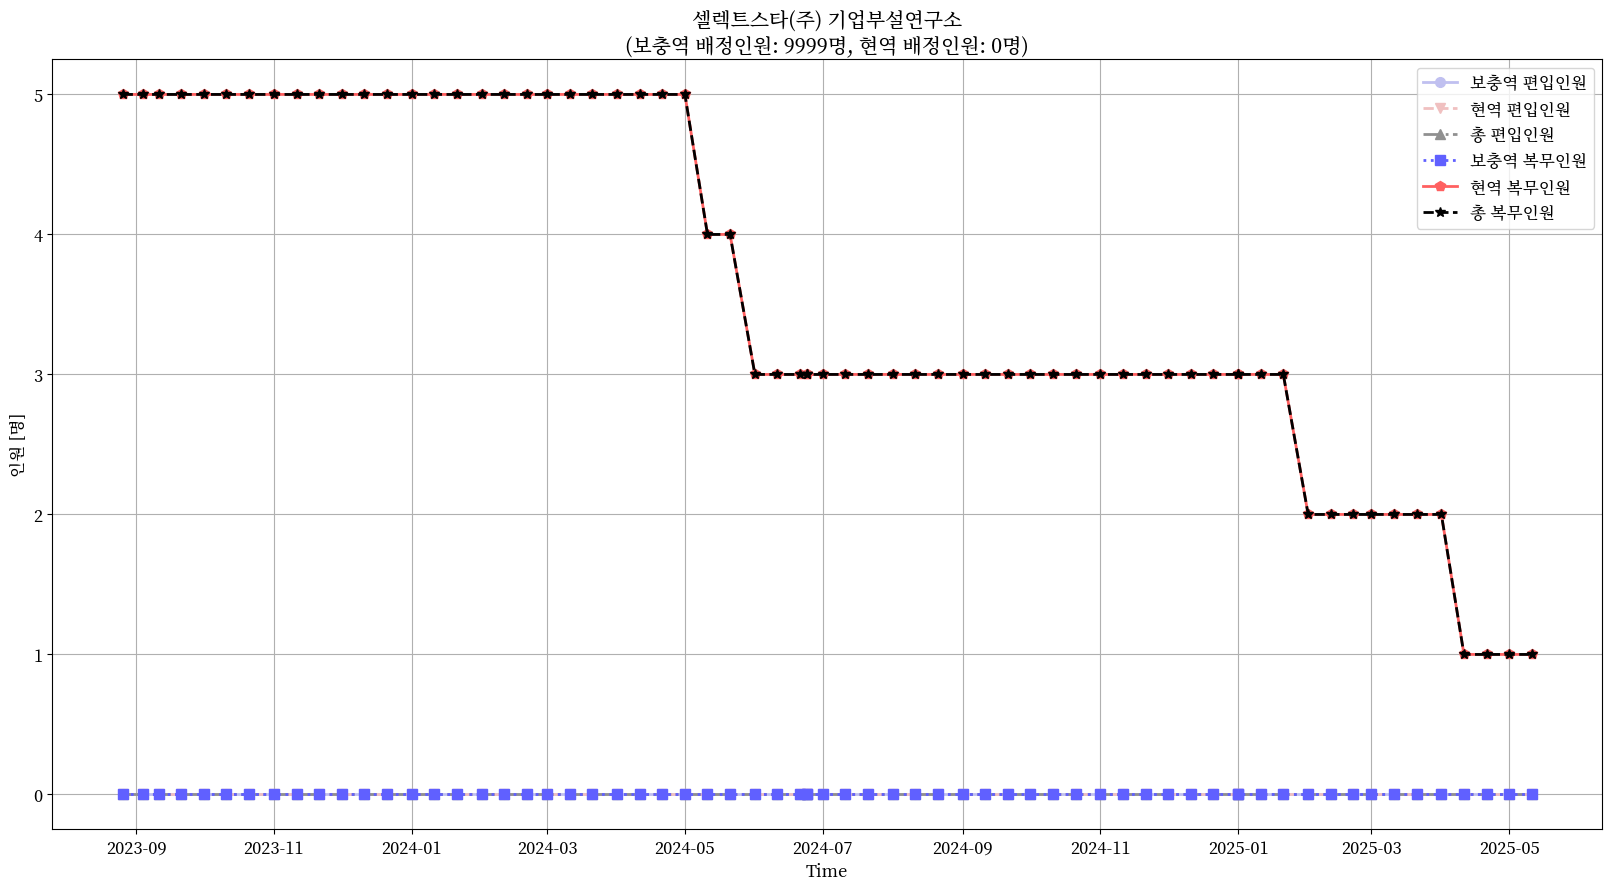 셀렉트스타(주) 기업부설연구소
(보충역 배정인원: 9999명, 현역 배정인원: 0명)
보충역 편입인원
현역 편입인원
총 편입인원
보충역 복무인원
현역 복무인원
총 복무인원
인원 [명]
5
4
3
2
1
0
2023-09
2023-11
2024-01
2024-03
2024-05
2024-07
2024-09
2024-11
2025-01
2025-03
2025-05
Time